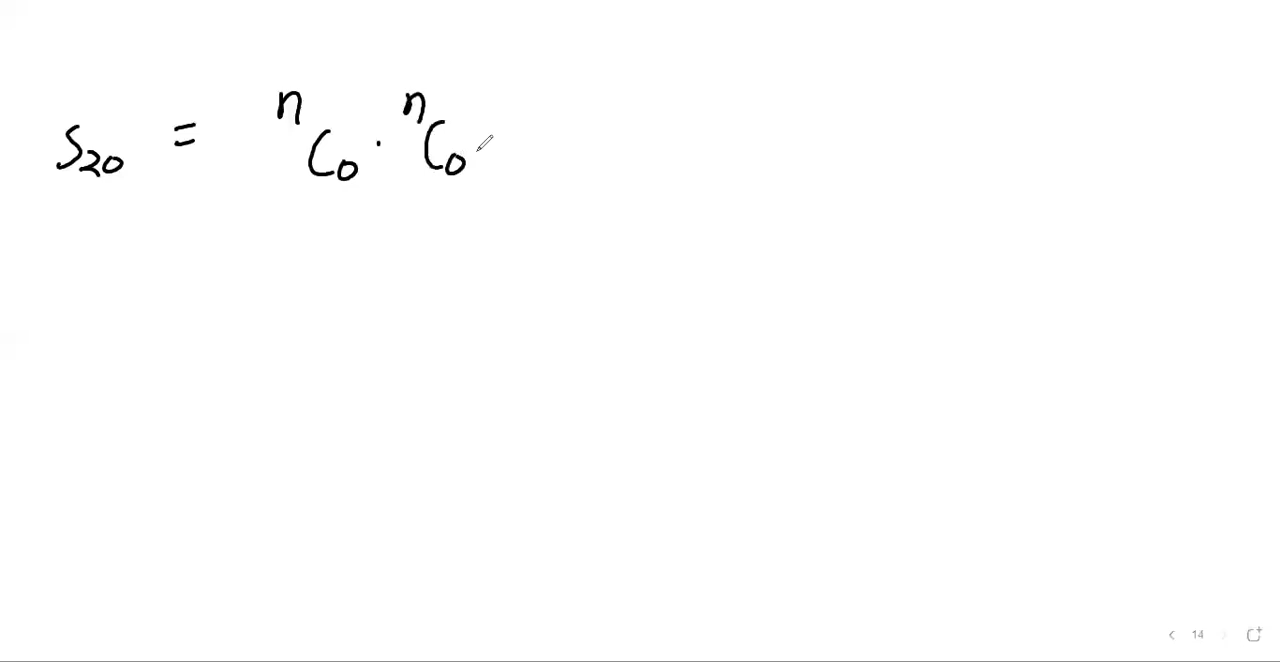 S₂₀ = ⁿC₀ · ⁿC₀
14